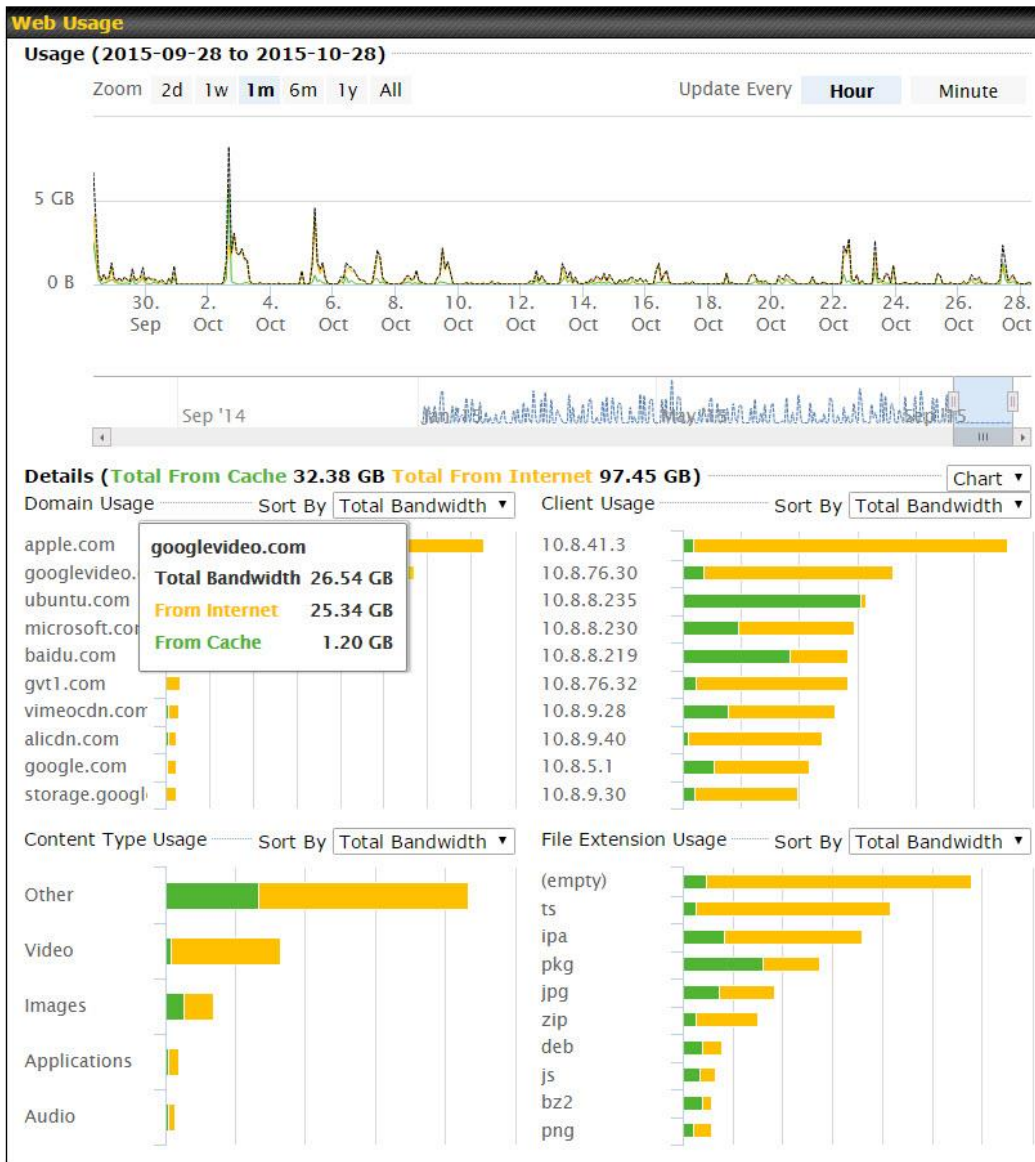 Web Usage
Usage (2015-09-28 to 2015-10-28)
Zoom 2d 1w 1m 6m 1y All Update Every Hour Minute
5 GB
0 B
30. 2. 4. 6. 8. 10. 12. 14. 16. 18. 20. 22. 24. 26. 28.
Sep Oct Oct Oct Oct Oct Oct Oct Oct Oct Oct Oct Oct Oct Oct
Sep '14 May '15 Sep '15
Details (Total From Cache 32.38 GB Total From Internet 97.45 GB) Chart
Domain Usage Sort By Total Bandwidth
apple.com
googlevideo.
ubuntu.com
microsoft.cor
baidu.com
gvt1.com
vimeocdn.com
alicdn.com
google.com
storage.googl
googlevideo.com
Total Bandwidth 26.54 GB
From Internet 25.34 GB
From Cache 1.20 GB
Client Usage Sort By Total Bandwidth
10.8.41.3
10.8.76.30
10.8.8.235
10.8.8.230
10.8.8.219
10.8.76.32
10.8.9.28
10.8.9.40
10.8.5.1
10.8.9.30
Content Type Usage Sort By Total Bandwidth
Other
Video
Images
Applications
Audio
File Extension Usage Sort By Total Bandwidth
(empty)
ts
ipa
pkg
jpg
zip
deb
js
bz2
png